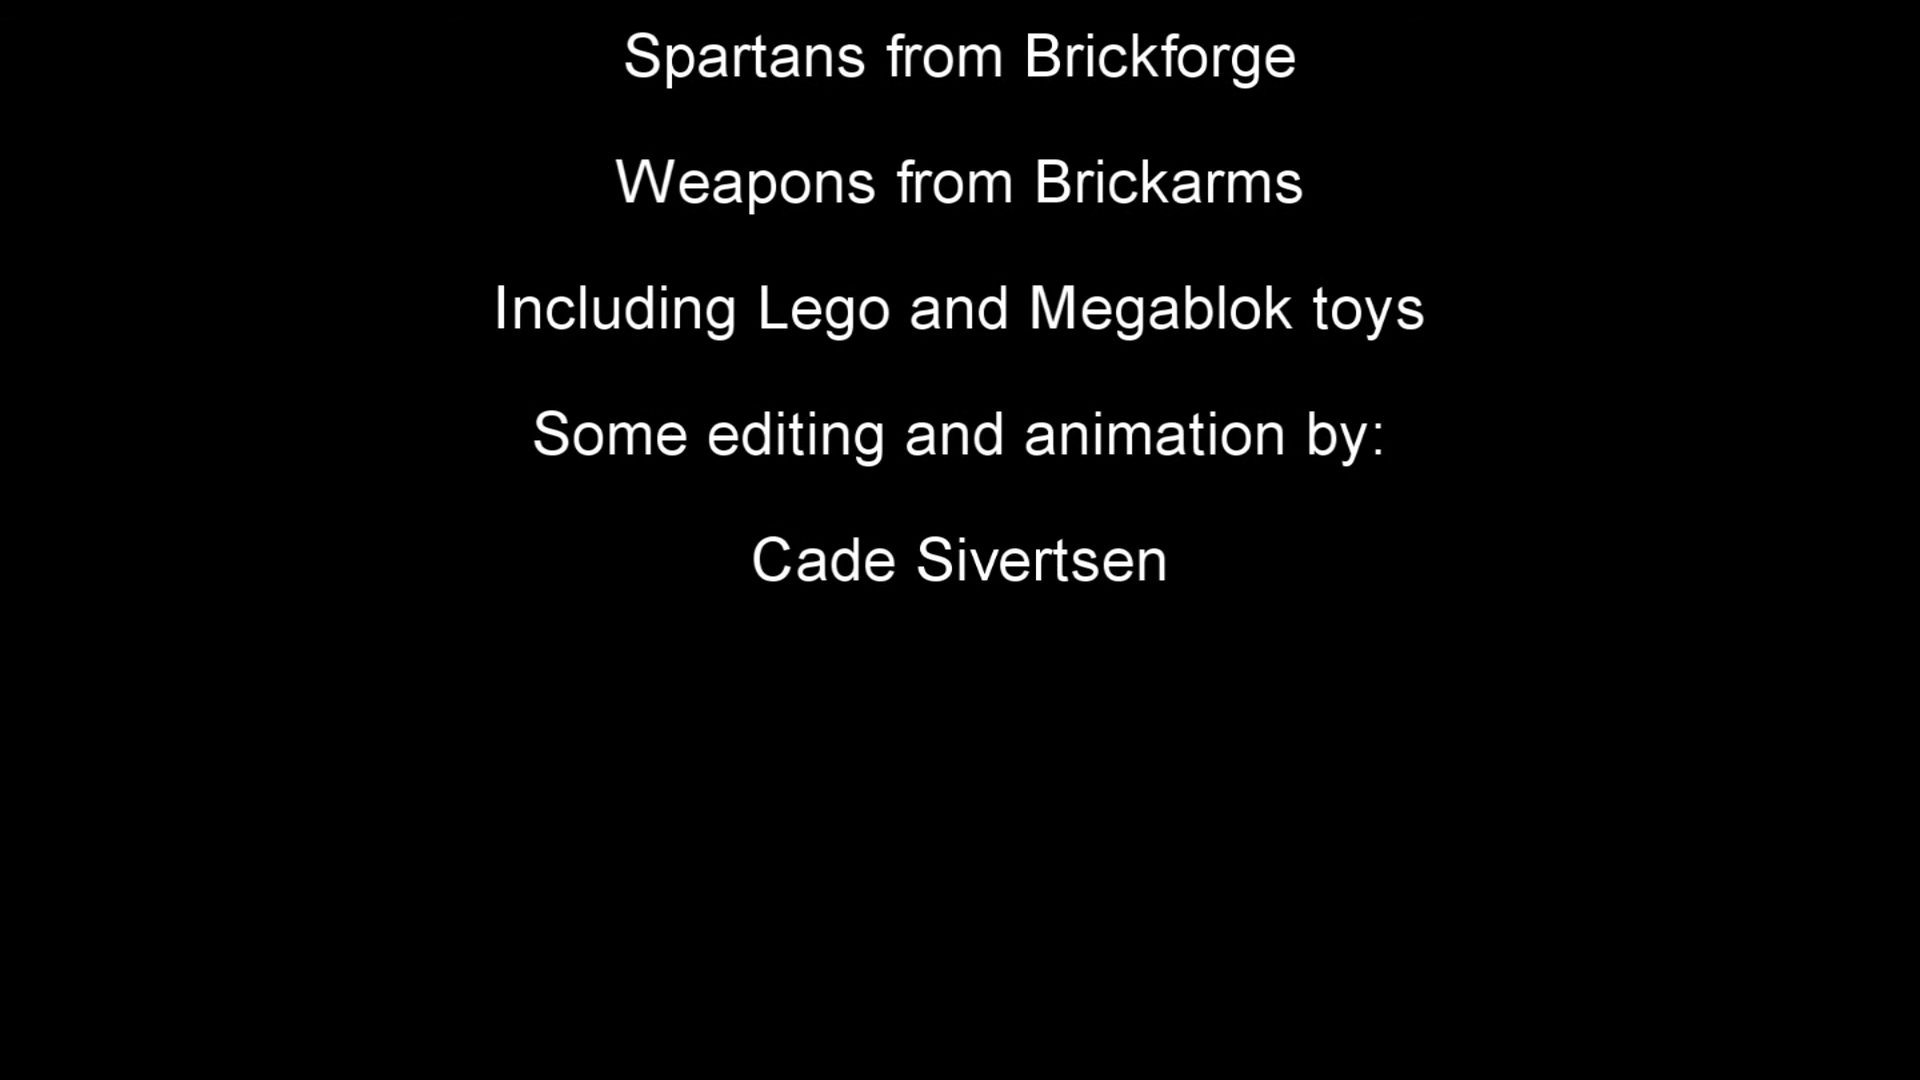 Spartans from Brickforge
Weapons from Brickarms
Including Lego and Megablok toys
Some editing and animation by:
Cade Sivertsen